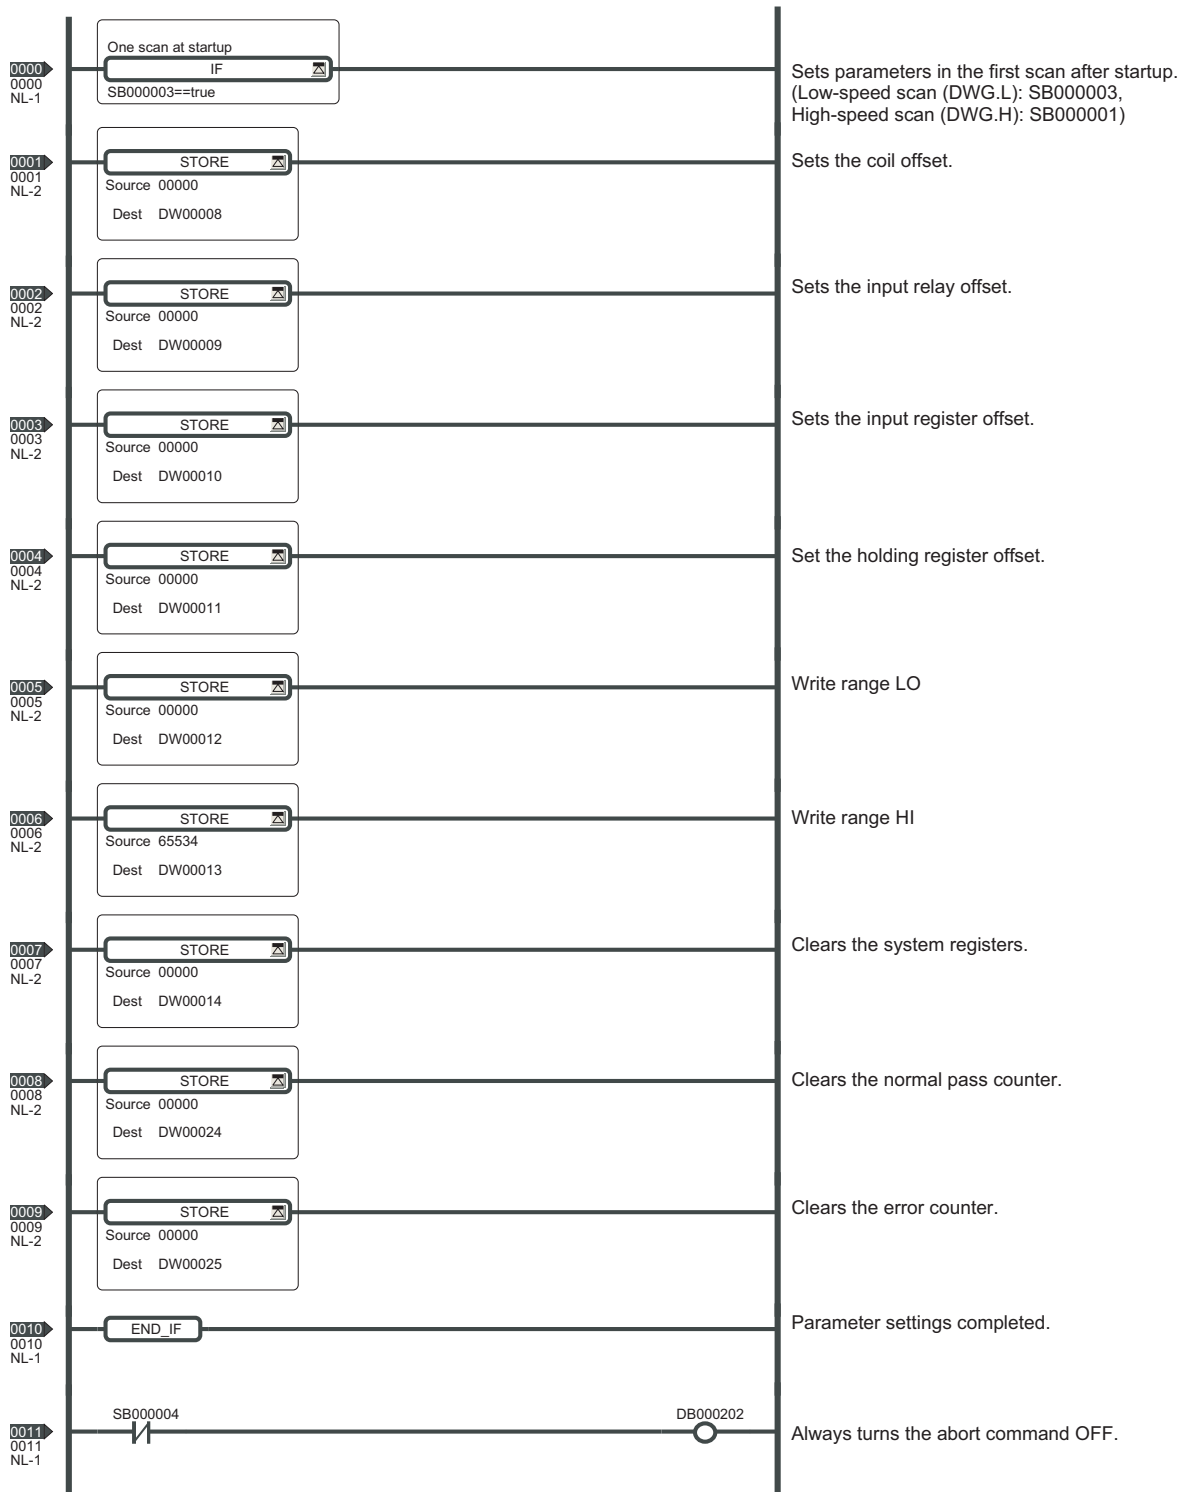 One scan at startup
0000
0000
NL-1
IF
SB000003==true
Sets parameters in the first scan after startup.
(Low-speed scan (DWG.L): SB000003,
High-speed scan (DWG.H): SB000001)
0001
0001
NL-2
STORE
Source 00000
Dest DW00008
Sets the coil offset.
0002
0002
NL-2
STORE
Source 00000
Dest DW00009
Sets the input relay offset.
0003
0003
NL-2
STORE
Source 00000
Dest DW00010
Sets the input register offset.
0004
0004
NL-2
STORE
Source 00000
Dest DW00011
Set the holding register offset.
0005
0005
NL-2
STORE
Source 00000
Dest DW00012
Write range LO
0006
0006
NL-2
STORE
Source 65534
Dest DW00013
Write range HI
0007
0007
NL-2
STORE
Source 00000
Dest DW00014
Clears the system registers.
0008
0008
NL-2
STORE
Source 00000
Dest DW00024
Clears the normal pass counter.
0009
0009
NL-2
STORE
Source 00000
Dest DW00025
Clears the error counter.
0010
0010
NL-1
END_IF
Parameter settings completed.
0011
0011
NL-1
SB000004
DB000202
Always turns the abort command OFF.